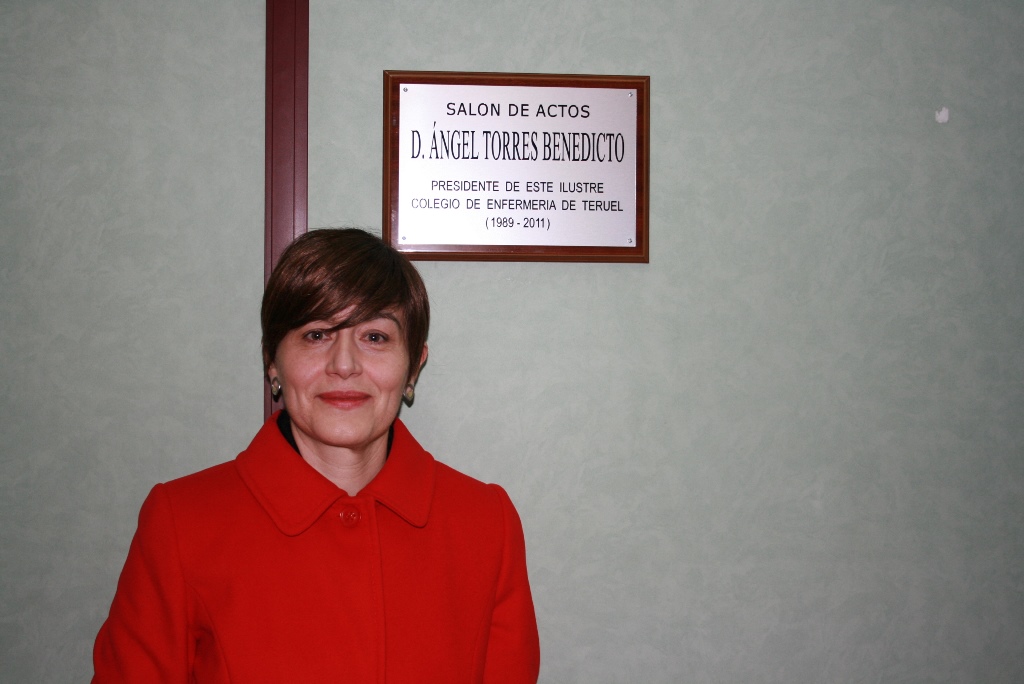 SALON DE ACTOS
D. ÁNGEL TORRES BENEDICTO
PRESIDENTE DE ESTE ILUSTRE
COLEGIO DE ENFERMERIA DE TERUEL
(1989 - 2011)